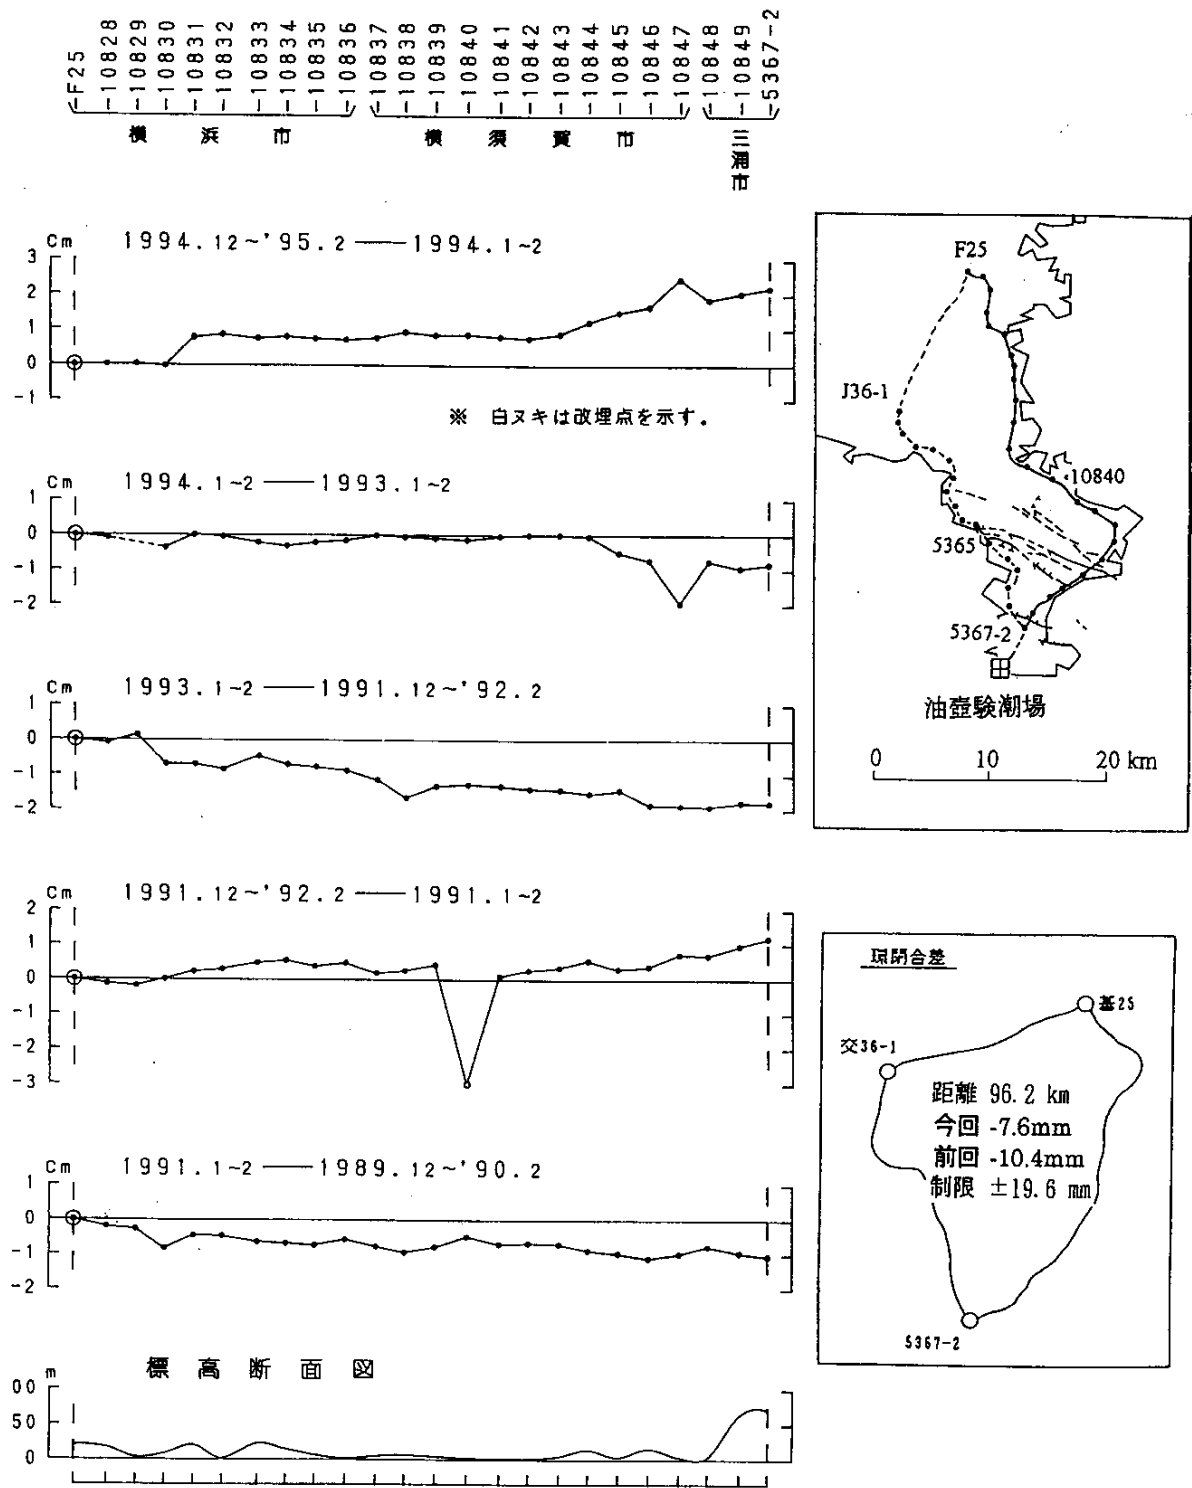 F25
10828
10829
10830
10831
10832
10833
10834
10835
10836
10837
10838
10839
10840
10841
10842
10843
10844
10845
10846
10847
10848
10849
5367-2
横浜市
横須賀市
三浦市
Cm 1994.12~'95.2――1994.1~2
3
2
1
0
-1
※ 白ヌキは改埋点を示す。
1994.1~2――1993.1~2
1
0
-1
-2
Cm 1993.1~2――1991.12~'92.2
1
0
-1
-2
Cm 1991.12~'92.2――1991.1~2
2
1
0
-1
-2
-3
Cm 1991.1~2――1989.12~'90.2
1
0
-1
-2
m 標高断面図
00
50
0
F25
J36-1
10840
5365
5367-2
油壺験潮場
0 10 20 km
環閉合差
基25
交36-1
距離 96.2 km
今回 -7.6mm
前回 -10.4mm
制限 ±19.6 mm
5367-2